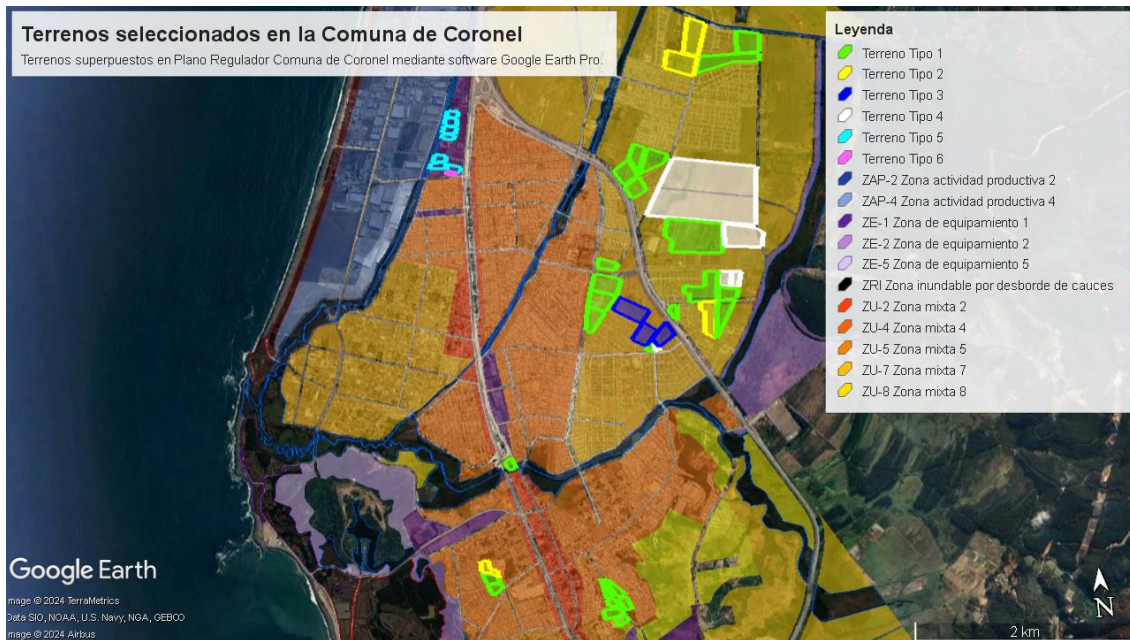 Terrenos seleccionados en la Comuna de Coronel
Terrenos superpuestos en Plano Regulador Comuna de Coronel mediante software Google Earth Pro.
Leyenda
Terreno Tipo 1
Terreno Tipo 2
Terreno Tipo 3
Terreno Tipo 4
Terreno Tipo 5
Terreno Tipo 6
ZAP-2 Zona actividad productiva 2
ZAP-4 Zona actividad productiva 4
ZE-1 Zona de equipamiento 1
ZE-2 Zona de equipamiento 2
ZE-5 Zona de equipamiento 5
ZRI Zona inundable por desborde de cauces
ZU-2 Zona mixta 2
ZU-4 Zona mixta 4
ZU-5 Zona mixta 5
ZU-7 Zona mixta 7
ZU-8 Zona mixta 8
Google Earth
mage © 2024 TerraMetrics
Data SIO, NOAA, U.S. Navy, NGA, GEBCO
mage © 2024 Airbus
N
2 km